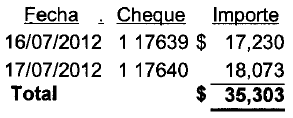 Fecha . Cheque Importe
16/07/2012 1 17639 $ 17,230
17/07/2012 1 17640 18,073
Total $ 35,303